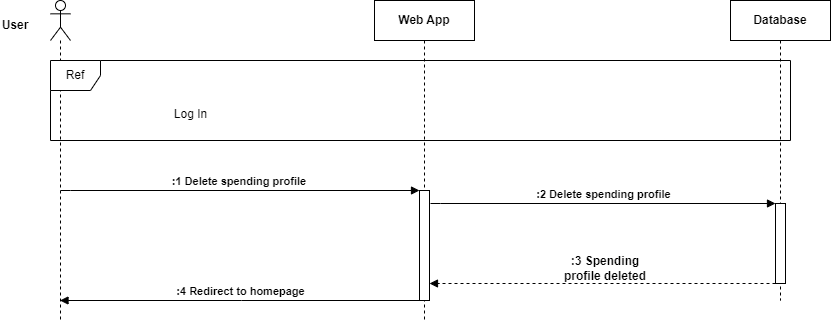 User
Web App
Database
Ref
Log In
:1 Delete spending profile
:2 Delete spending profile
:3 Spending
profile deleted
:4 Redirect to homepage